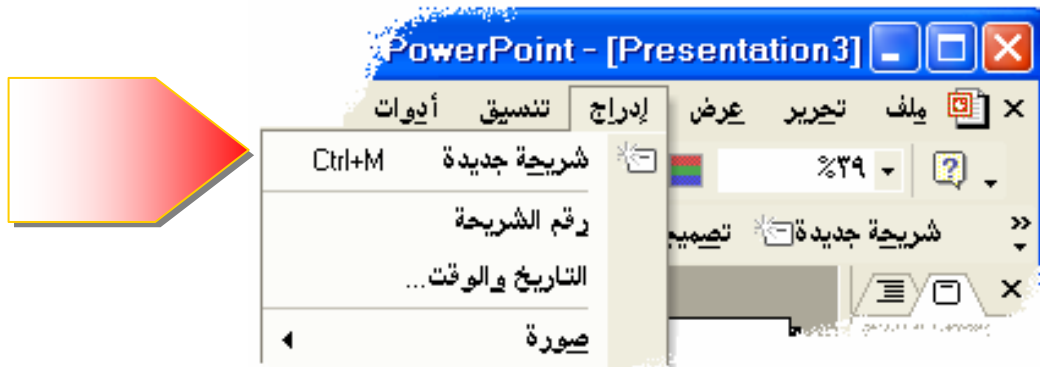 PowerPoint - [Presentation3]
ملف تحرير عرض إدراج تنسيق أدوات
شريحة جديدة Ctrl+M
٣٩%
رقم الشريحة
شريحة جديدة
التاريخ والوقت...
صورة